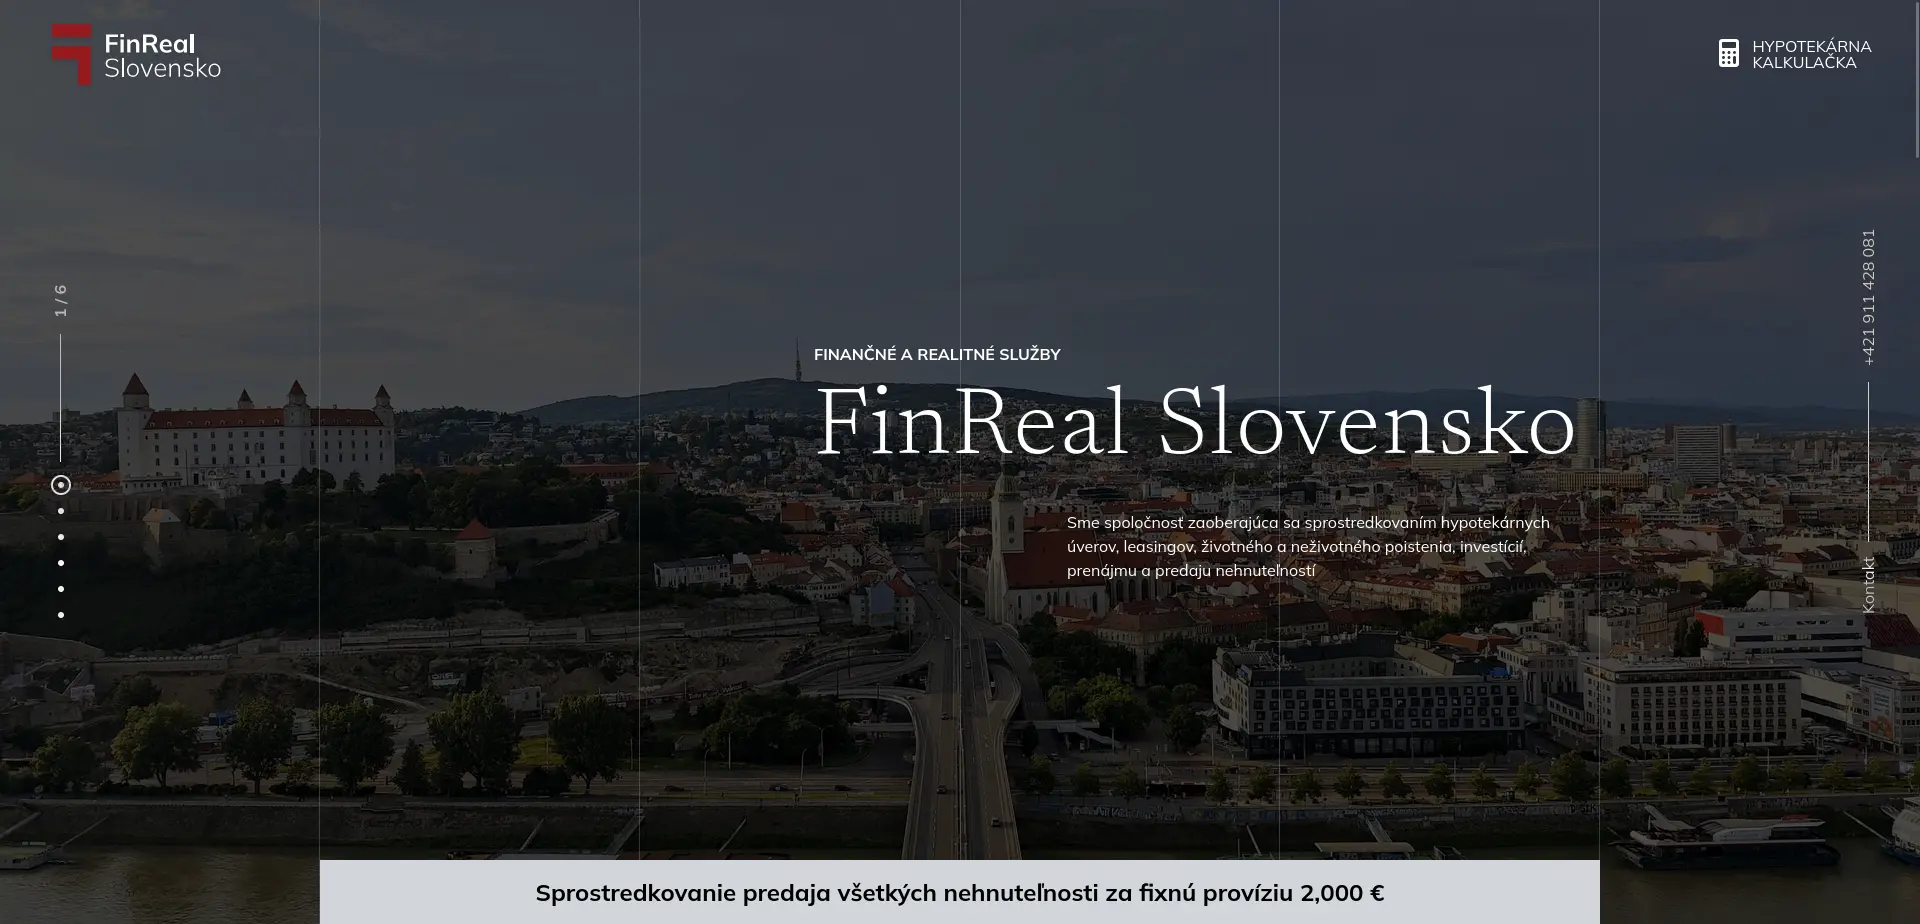 FinReal
Slovensko
HYPOTEKÁRNA
KALKULAČKA
1 / 6
+421 911 428 081
FINANČNÉ A REALITNÉ SLUŽBY
FinReal Slovensko
Sme spoločnosť zaoberajúca sa sprostredkovaním hypotekárnych
úverov, leasingov, životného a neživotného poistenia, investícií,
prenájmu a predaju nehnuteľností
Kontakt
Sprostredkovanie predaja všetkých nehnuteľnosti za fixnú províziu 2,000 €